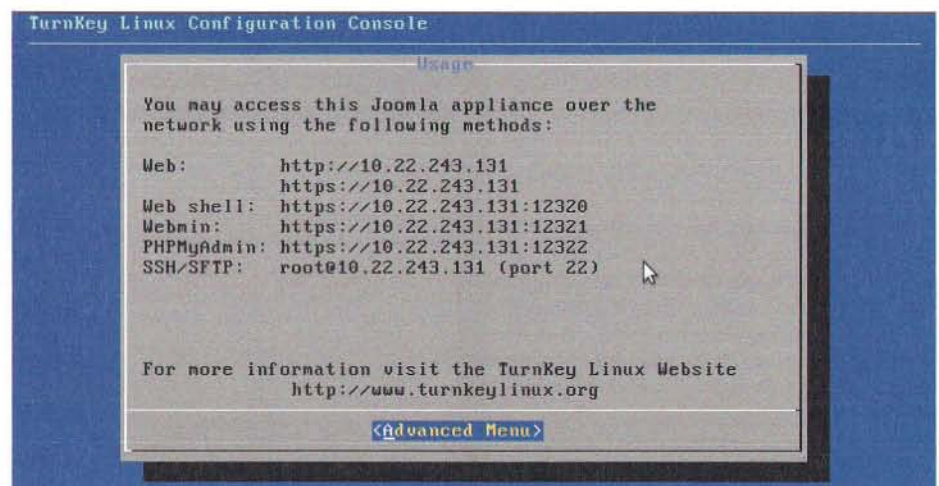 TurnKey Linux Configuration Console
Usage
You may access this Joomla appliance over the
network using the following methods:
Web: http://10.22.243.131
https://10.22.243.131
Web shell: https://10.22.243.131:12320
Webmin: https://10.22.243.131:12321
PHPMyAdmin: https://10.22.243.131:12322
SSH/SFTP: root@10.22.243.131 (port 22)
For more information visit the TurnKey Linux Website
http://www.turnkeylinux.org
<Advanced Menu>